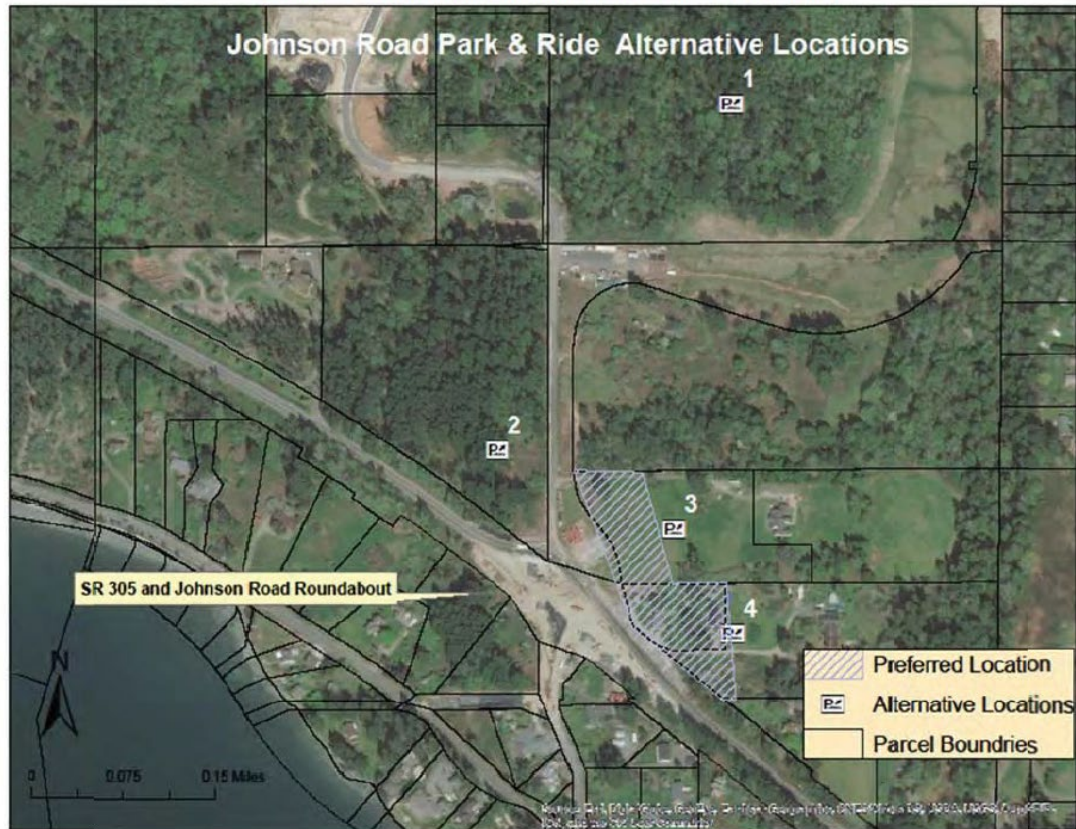 Johnson Road Park & Ride Alternative Locations
1
2
3
4
SR 305 and Johnson Road Roundabout
N
0 0.075 0.15 Miles
Preferred Location
Alternative Locations
Parcel Boundries